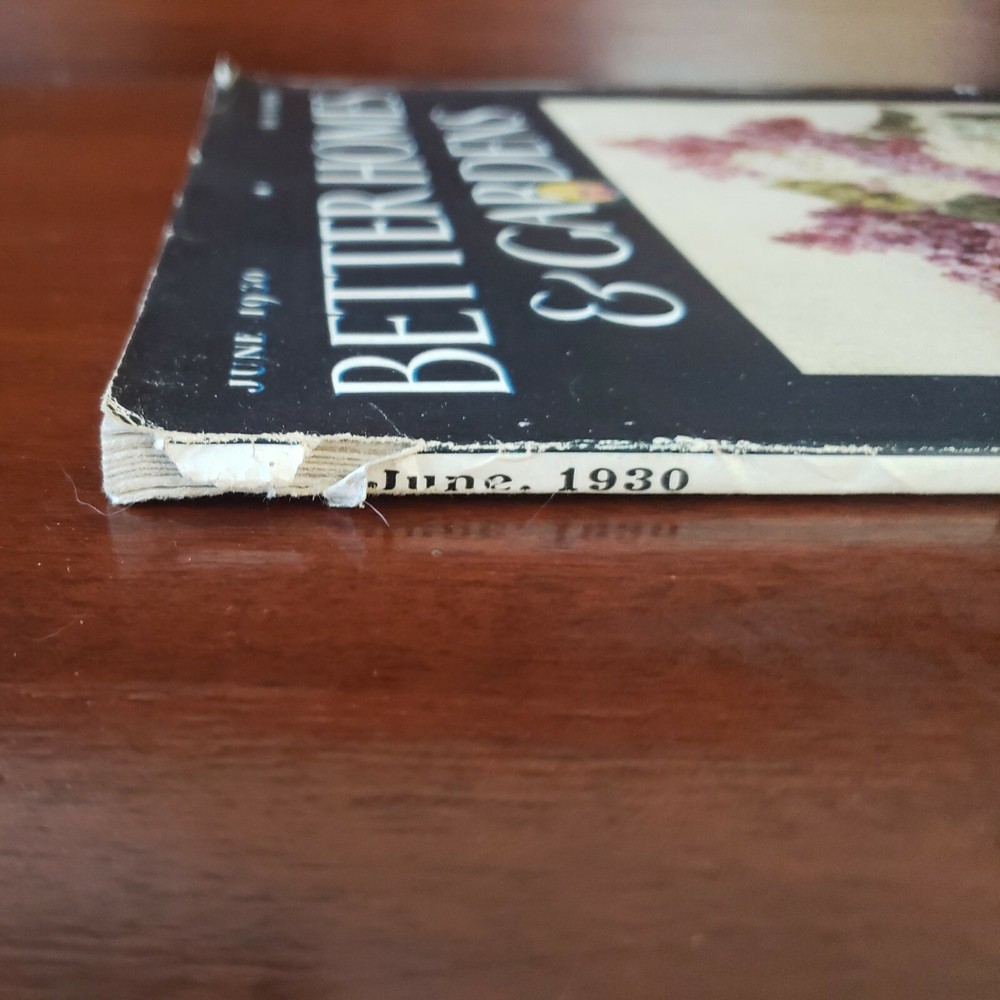 JUNE 1930
BETTER HOMES
& GARDENS
June, 1930